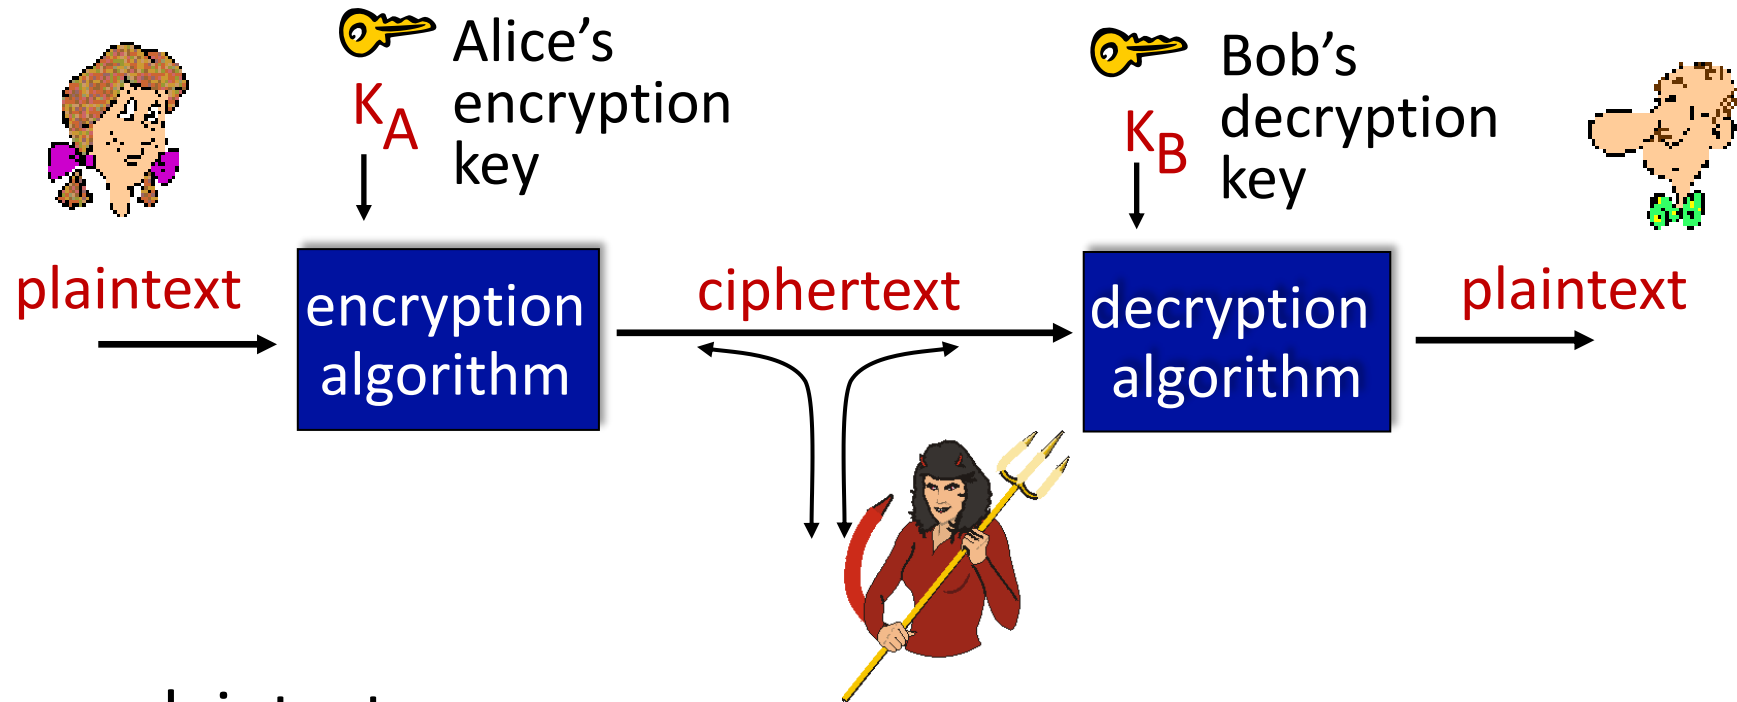 Alice’s
encryption
key
K
A
Bob’s
decryption
key
K
B
plaintext
encryption
algorithm
ciphertext
decryption
algorithm
plaintext